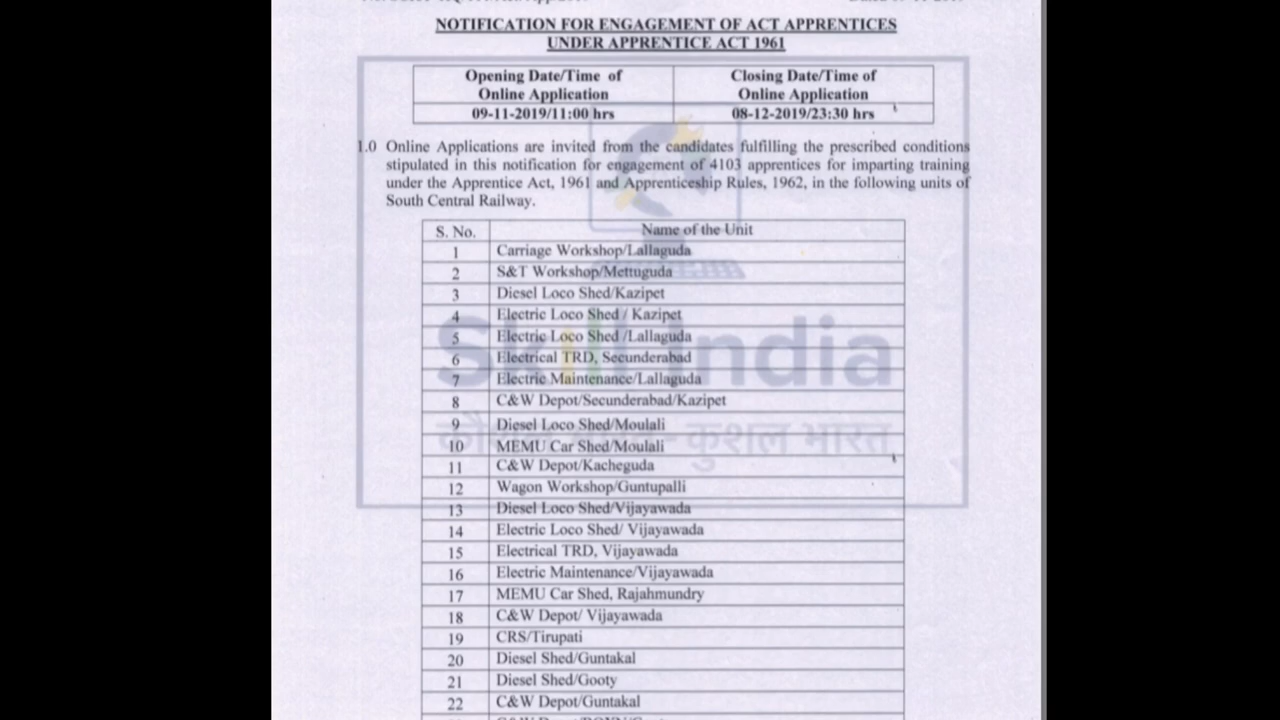 NOTIFICATION FOR ENGAGEMENT OF ACT APPRENTICES
UNDER APPRENTICE ACT 1961
Opening Date/Time of
Online Application
Closing Date/Time of
Online Application
09-11-2019/11:00 hrs
08-12-2019/23:30 hrs
1.0 Online Applications are invited from the candidates fulfilling the prescribed conditions
stipulated in this notification for engagement of 4103 apprentices for imparting training
under the Apprentice Act, 1961 and Apprenticeship Rules, 1962, in the following units of
South Central Railway.
S. No. Name of the Unit
1 Carriage Workshop/Lallaguda
2 S&T Workshop/Mettuguda
3 Diesel Loco Shed/Kazipet
4 Electric Loco Shed / Kazipet
5 Electric Loco Shed /Lallaguda
6 Electrical TRD, Secunderabad
7 Electric Maintenance/Lallaguda
8 C&W Depot/Secunderabad/Kazipet
9 Diesel Loco Shed/Moulali
10 MEMU Car Shed/Moulali
11 C&W Depot/Kacheguda
12 Wagon Workshop/Guntupalli
13 Diesel Loco Shed/Vijayawada
14 Electric Loco Shed/ Vijayawada
15 Electrical TRD, Vijayawada
16 Electric Maintenance/Vijayawada
17 MEMU Car Shed, Rajahmundry
18 C&W Depot/ Vijayawada
19 CRS/Tirupati
20 Diesel Shed/Guntakal
21 Diesel Shed/Gooty
22 C&W Depot/Guntakal
Skill India
कुशल भारत